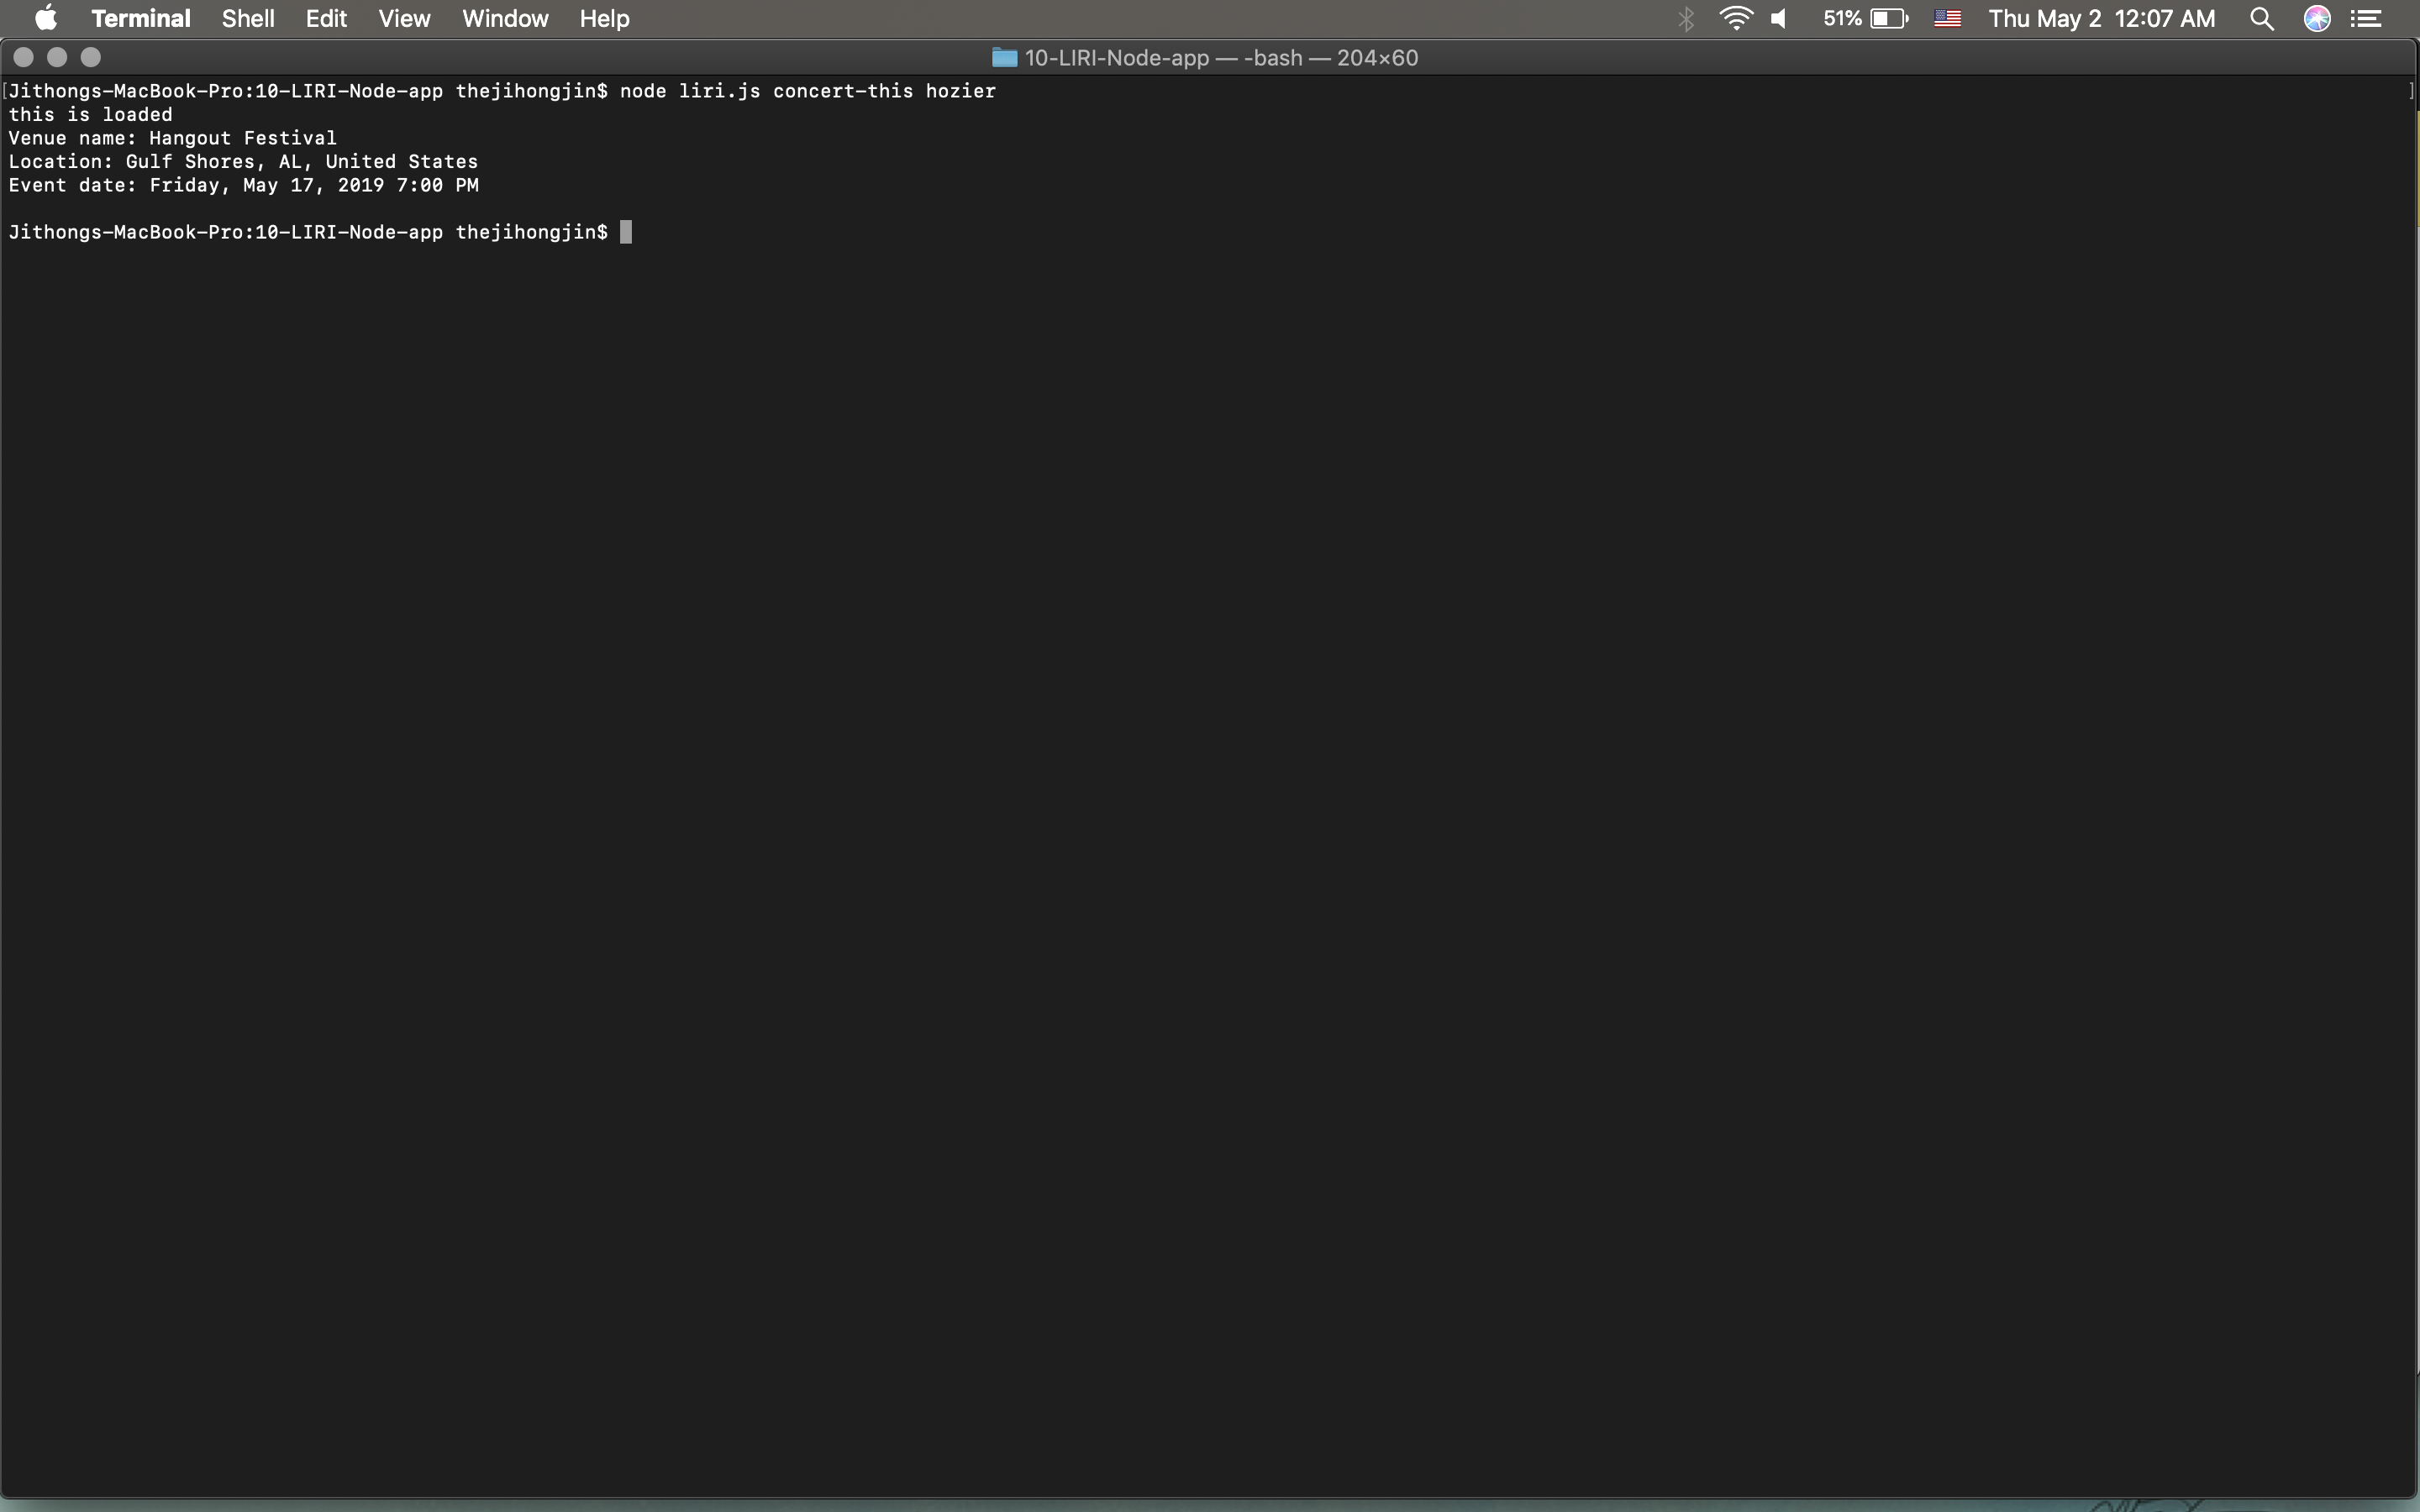 Terminal Shell Edit View Window Help 51% Thu May 2 12:07 AM
10-LIRI-Node-app — -bash — 204×60
[Jithongs-MacBook-Pro:10-LIRI-Node-app thejihongjin$ node liri.js concert-this hozier ]
this is loaded
Venue name: Hangout Festival
Location: Gulf Shores, AL, United States
Event date: Friday, May 17, 2019 7:00 PM
Jithongs-MacBook-Pro:10-LIRI-Node-app thejihongjin$